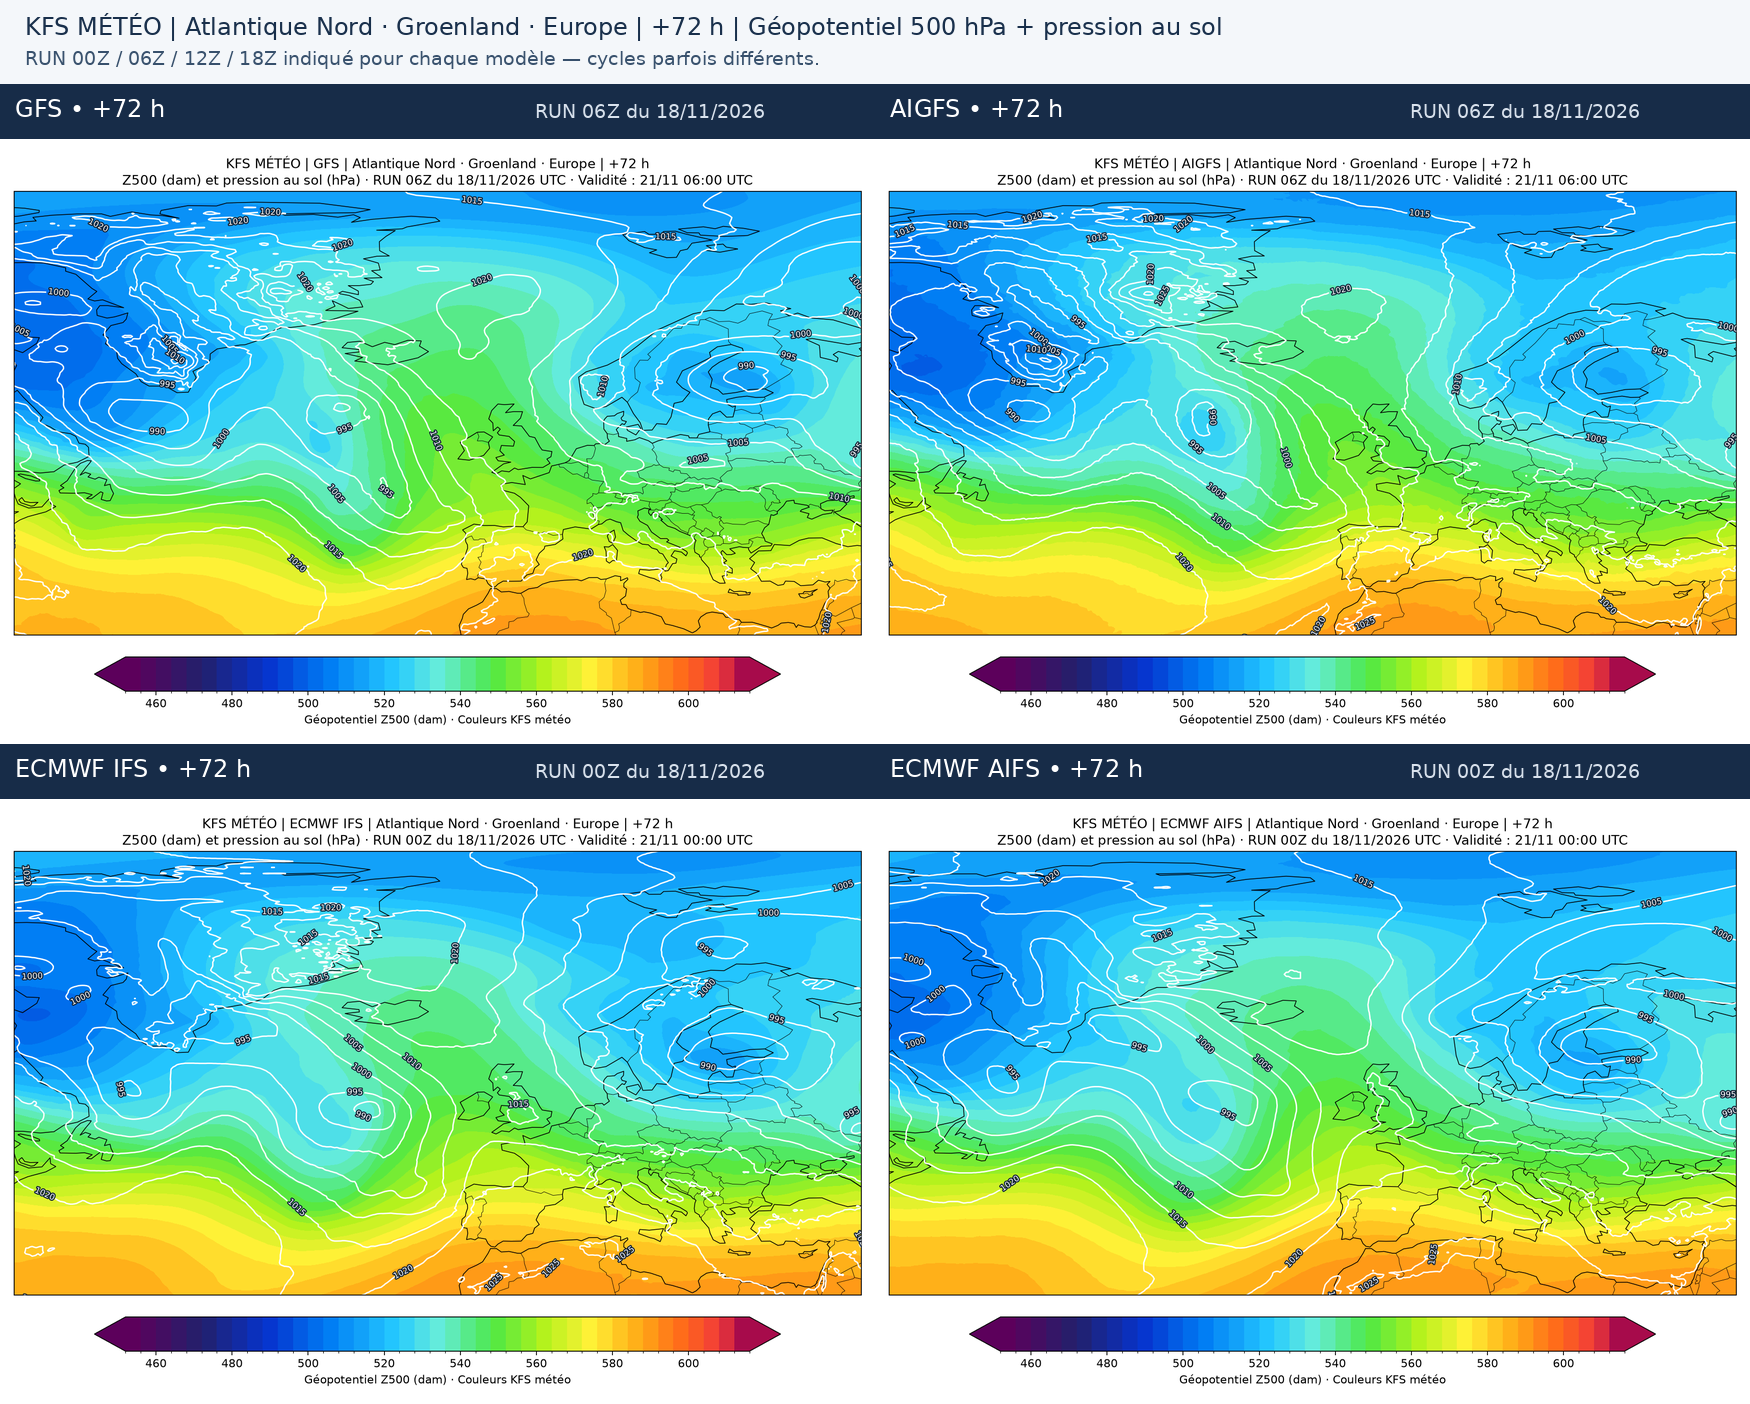 KFS MÉTÉO | Atlantique Nord · Groenland · Europe | +72 h | Géopotentiel 500 hPa + pression au sol
RUN 00Z / 06Z / 12Z / 18Z indiqué pour chaque modèle — cycles parfois différents.
GFS • +72 h RUN 06Z du 18/11/2026
KFS MÉTÉO | GFS | Atlantique Nord · Groenland · Europe | +72 h
Z500 (dam) et pression au sol (hPa) · RUN 06Z du 18/11/2026 UTC · Validité : 21/11 06:00 UTC
460 480 500 520 540 560 580 600
Géopotentiel Z500 (dam) · Couleurs KFS météo
AIGFS • +72 h RUN 06Z du 18/11/2026
KFS MÉTÉO | AIGFS | Atlantique Nord · Groenland · Europe | +72 h
Z500 (dam) et pression au sol (hPa) · RUN 06Z du 18/11/2026 UTC · Validité : 21/11 06:00 UTC
460 480 500 520 540 560 580 600
Géopotentiel Z500 (dam) · Couleurs KFS météo
ECMWF IFS • +72 h RUN 00Z du 18/11/2026
KFS MÉTÉO | ECMWF IFS | Atlantique Nord · Groenland · Europe | +72 h
Z500 (dam) et pression au sol (hPa) · RUN 00Z du 18/11/2026 UTC · Validité : 21/11 00:00 UTC
460 480 500 520 540 560 580 600
Géopotentiel Z500 (dam) · Couleurs KFS météo
ECMWF AIFS • +72 h RUN 00Z du 18/11/2026
KFS MÉTÉO | ECMWF AIFS | Atlantique Nord · Groenland · Europe | +72 h
Z500 (dam) et pression au sol (hPa) · RUN 00Z du 18/11/2026 UTC · Validité : 21/11 00:00 UTC
460 480 500 520 540 560 580 600
Géopotentiel Z500 (dam) · Couleurs KFS météo